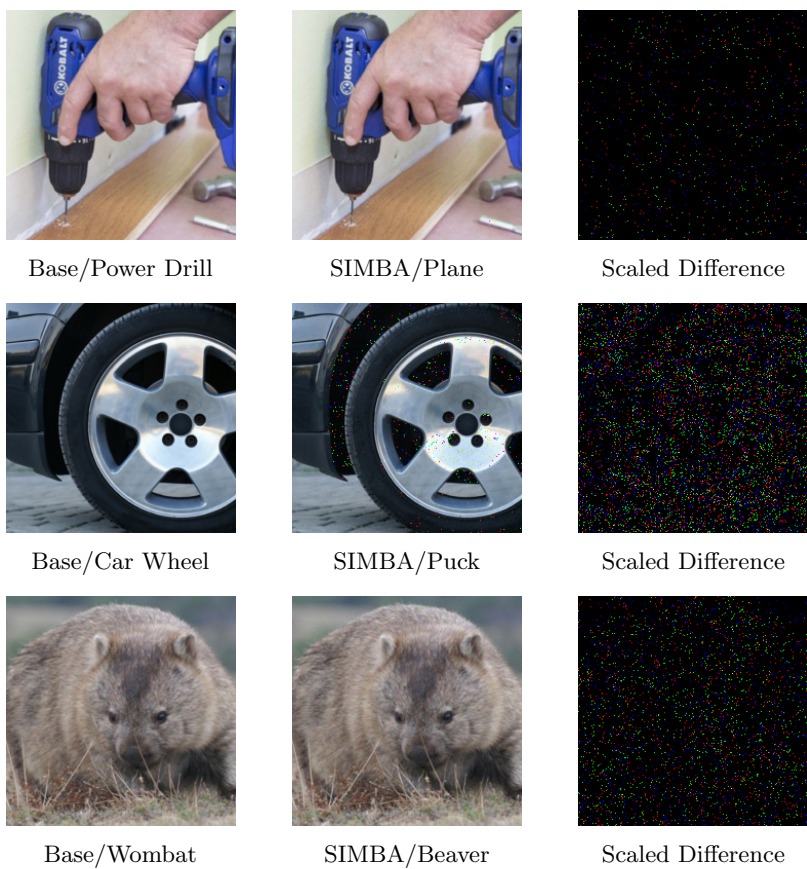 KOBALT
KOBALT
Base/Power Drill
SIMBA/Plane
Scaled Difference
Base/Car Wheel
SIMBA/Puck
Scaled Difference
Base/Wombat
SIMBA/Beaver
Scaled Difference